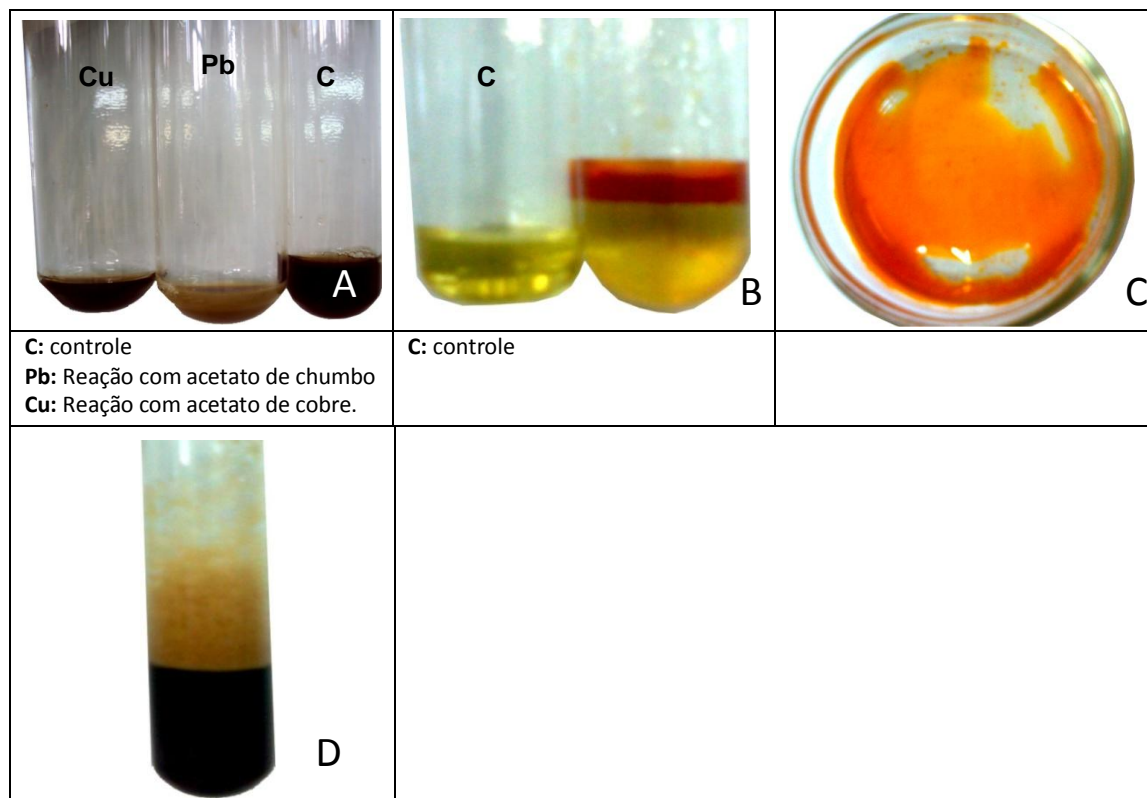 Cu Pb C
A
C
B
C
C: controle
Pb: Reação com acetato de chumbo
Cu: Reação com acetato de cobre.
C: controle
D